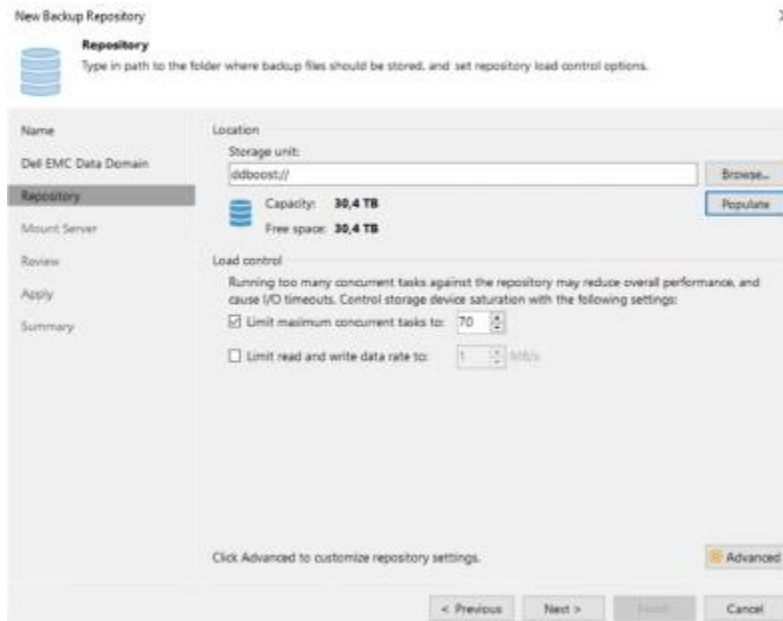 New Backup Repository
Repository
Type in path to the folder where backup files should be stored, and set repository load control options.
Name
Dell EMC Data Domain
Repository
Mount Server
Review
Apply
Summary
Location
Storage unit:
ddboost://
Browse...
Populate
Capacity: 30,4 TB
Free space: 30,4 TB
Load control
Running too many concurrent tasks against the repository may reduce overall performance, and
cause I/O timeouts. Control storage device saturation with the following settings:
Limit maximum concurrent tasks to: 70
Limit read and write data rate to: 1 MB/s
Click Advanced to customize repository settings.
Advanced
< Previous
Next >
Finish
Cancel